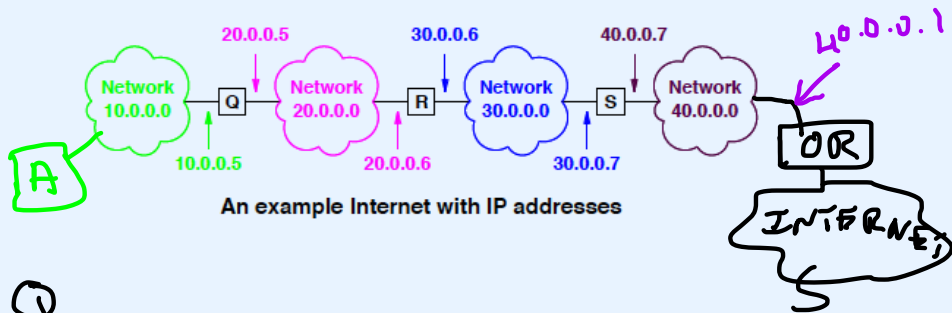 20.0.0.5
30.0.0.6
40.0.0.7
40.0.0.1
Network
10.0.0.0
Q
Network
20.0.0.0
R
Network
30.0.0.0
S
Network
40.0.0.0
OR
A
10.0.0.5
20.0.0.6
30.0.0.7
An example Internet with IP addresses
INTERNET
1